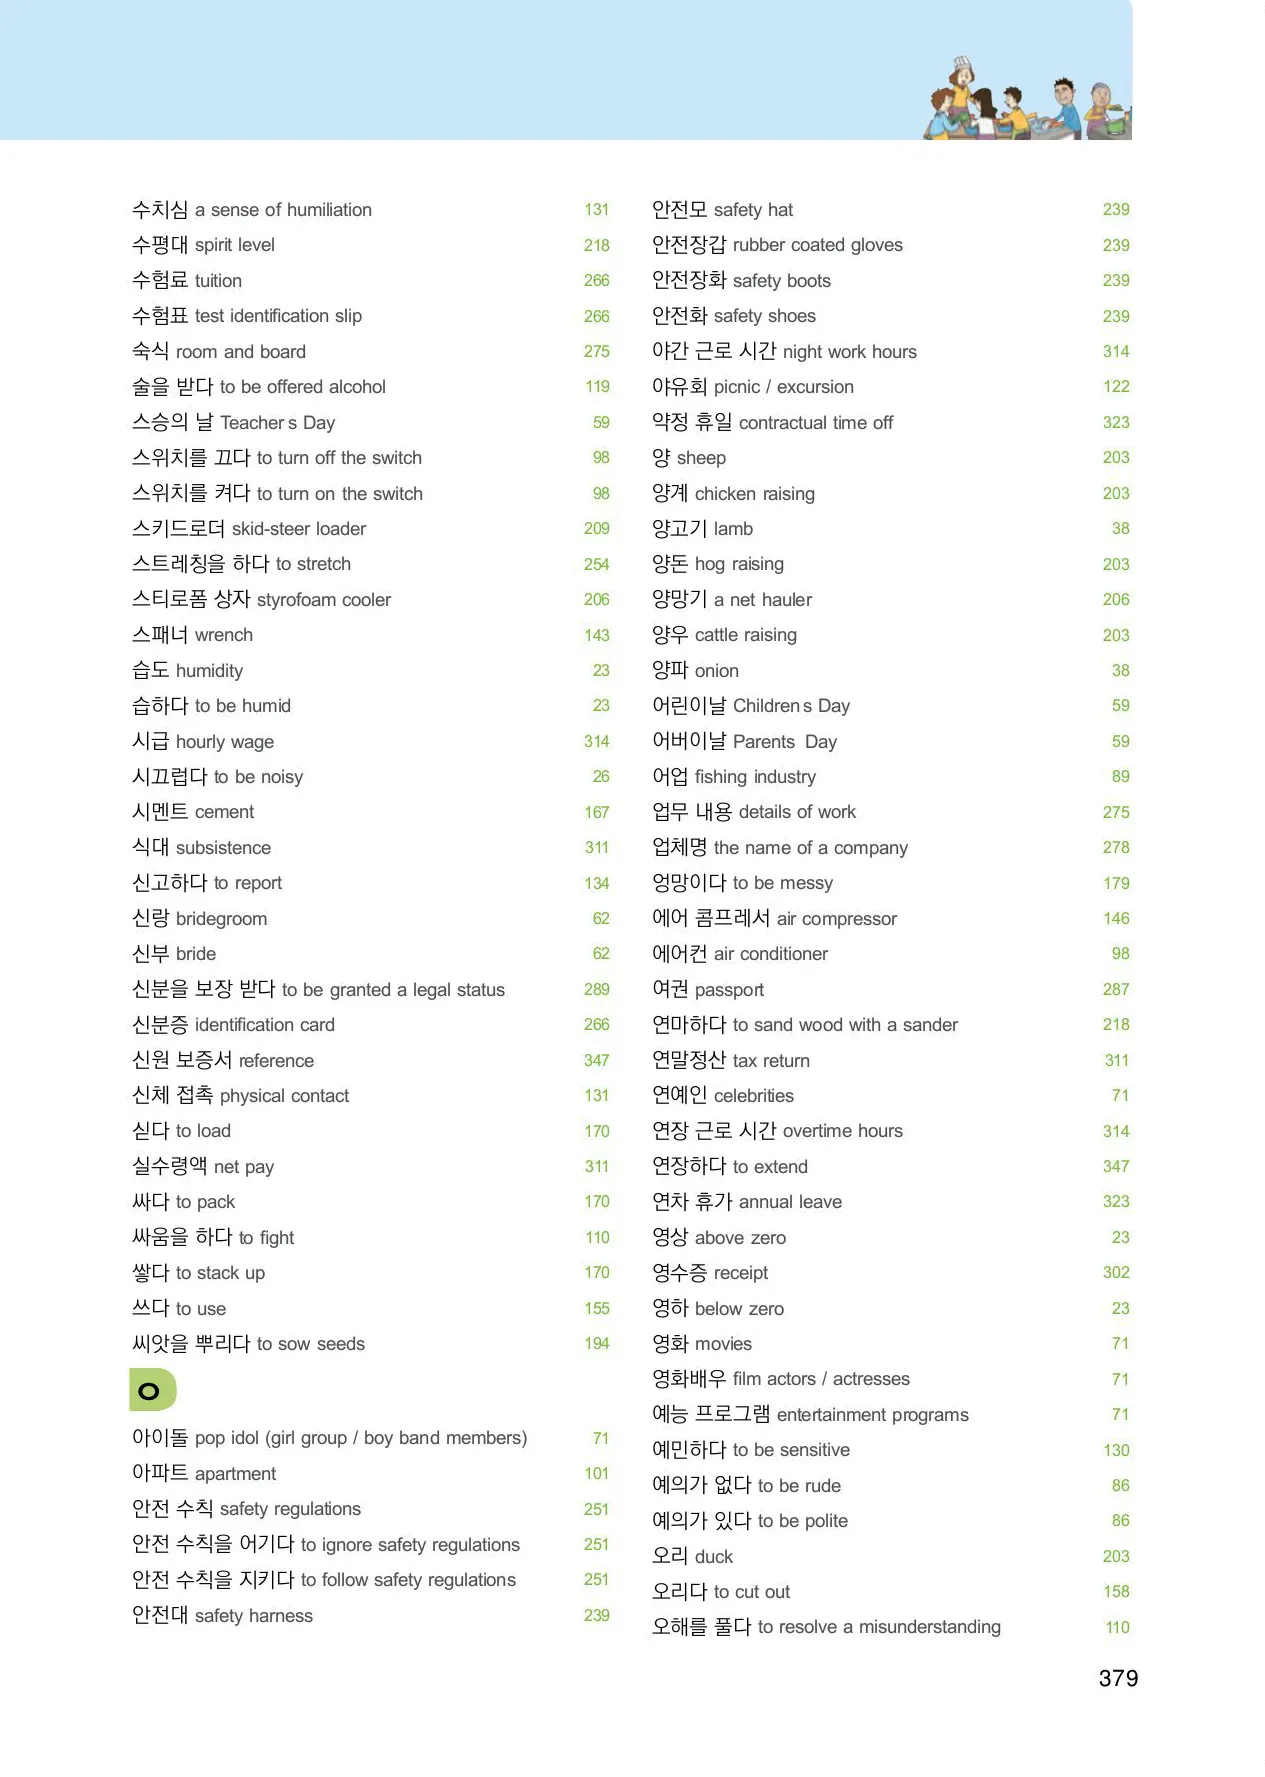 수치심 a sense of humiliation 131
수평대 spirit level 218
수험료 tuition 266
수험표 test identification slip 266
숙식 room and board 275
술을 받다 to be offered alcohol 119
스승의 날 Teacher s Day 59
스위치를 끄다 to turn off the switch 98
스위치를 켜다 to turn on the switch 98
스키드로더 skid-steer loader 209
스트레칭을 하다 to stretch 254
스티로폼 상자 styrofoam cooler 206
스패너 wrench 143
습도 humidity 23
습하다 to be humid 23
시급 hourly wage 314
시끄럽다 to be noisy 26
시멘트 cement 167
식대 subsistence 311
신고하다 to report 134
신랑 bridegroom 62
신부 bride 62
신분을 보장 받다 to be granted a legal status 289
신분증 identification card 266
신원 보증서 reference 347
신체 접촉 physical contact 131
싣다 to load 170
실수령액 net pay 311
싸다 to pack 170
싸움을 하다 to fight 110
쌓다 to stack up 170
쓰다 to use 155
씨앗을 뿌리다 to sow seeds 194
ㅇ
아이돌 pop idol (girl group / boy band members) 71
아파트 apartment 101
안전 수칙 safety regulations 251
안전 수칙을 어기다 to ignore safety regulations 251
안전 수칙을 지키다 to follow safety regulations 251
안전대 safety harness 239
안전모 safety hat 239
안전장갑 rubber coated gloves 239
안전장화 safety boots 239
안전화 safety shoes 239
야간 근로 시간 night work hours 314
야유회 picnic / excursion 122
약정 휴일 contractual time off 323
양 sheep 203
양계 chicken raising 203
양고기 lamb 38
양돈 hog raising 203
양망기 a net hauler 206
양우 cattle raising 203
양파 onion 38
어린이날 Children s Day 59
어버이날 Parents Day 59
어업 fishing industry 89
업무 내용 details of work 275
업체명 the name of a company 278
엉망이다 to be messy 179
에어 콤프레서 air compressor 146
에어컨 air conditioner 98
여권 passport 287
연마하다 to sand wood with a sander 218
연말정산 tax return 311
연예인 celebrities 71
연장 근로 시간 overtime hours 314
연장하다 to extend 347
연차 휴가 annual leave 323
영상 above zero 23
영수증 receipt 302
영하 below zero 23
영화 movies 71
영화배우 film actors / actresses 71
예능 프로그램 entertainment programs 71
예민하다 to be sensitive 130
예의가 없다 to be rude 86
예의가 있다 to be polite 86
오리 duck 203
오리다 to cut out 158
오해를 풀다 to resolve a misunderstanding 110
379